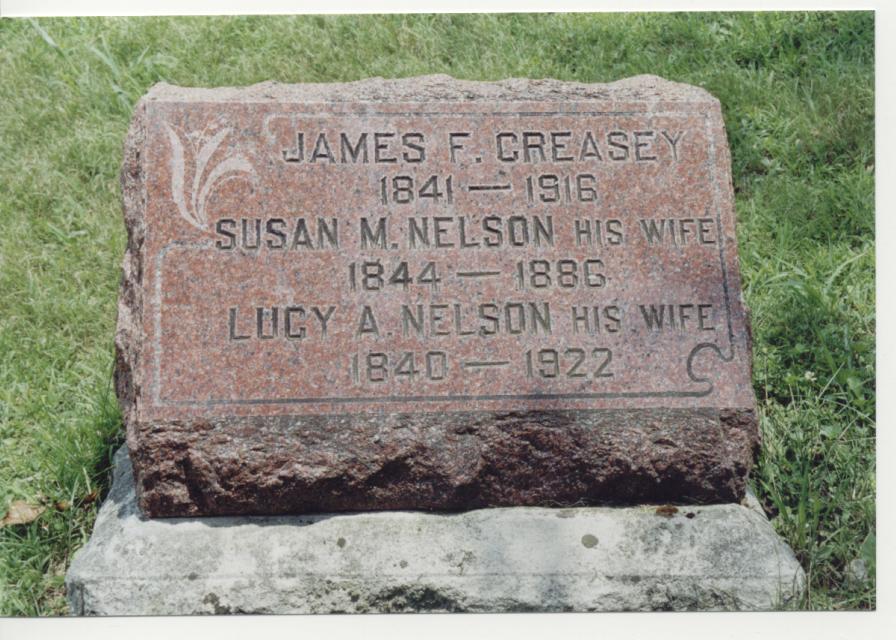 JAMES F. CREASEY
1841 — 1916
SUSAN M. NELSON HIS WIFE
1844 — 1886
LUCY A. NELSON HIS WIFE
1840 — 1922